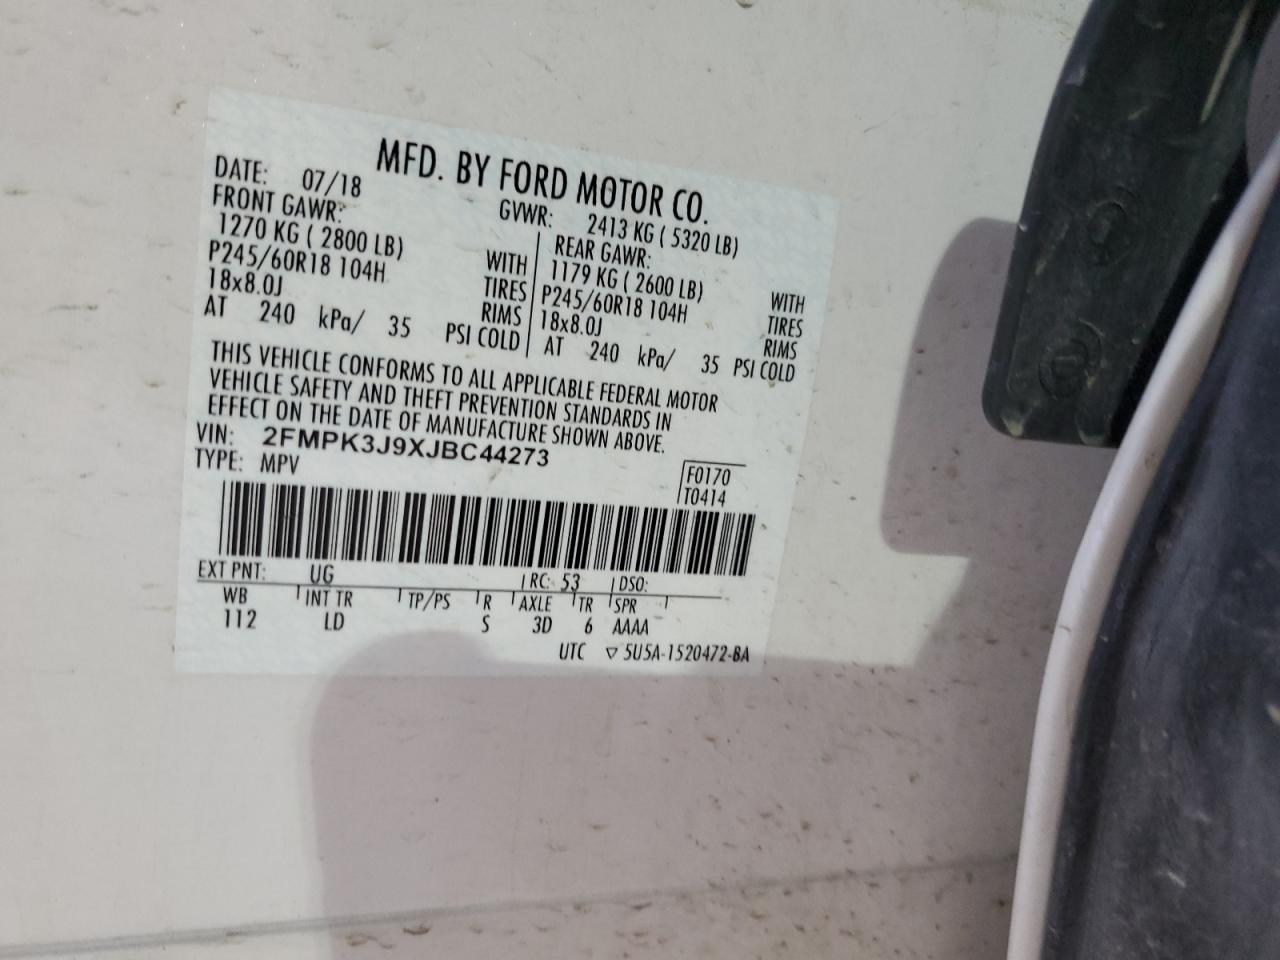 MFD. BY FORD MOTOR CO.
DATE: 07/18 GVWR: 2413 KG ( 5320 LB)
FRONT GAWR: REAR GAWR:
1270 KG ( 2800 LB) WITH 1179 KG ( 2600 LB) WITH
P245/60R18 104H TIRES P245/60R18 104H TIRES
18x8.0J RIMS 18x8.0J RIMS
AT 240 kPa/ 35 PSI COLD AT 240 kPa/ 35 PSI COLD
THIS VEHICLE CONFORMS TO ALL APPLICABLE FEDERAL MOTOR
VEHICLE SAFETY AND THEFT PREVENTION STANDARDS IN
EFFECT ON THE DATE OF MANUFACTURE SHOWN ABOVE.
VIN: 2FMPK3J9XJBC44273
TYPE: MPV F0170
T0414
EXT PNT: UG RC: 53 DSO:
WB INT TR TP/PS R AXLE TR SPR
112 LD S 3D 6 AAAA
UTC ▽ 5U5A-1520472-BA